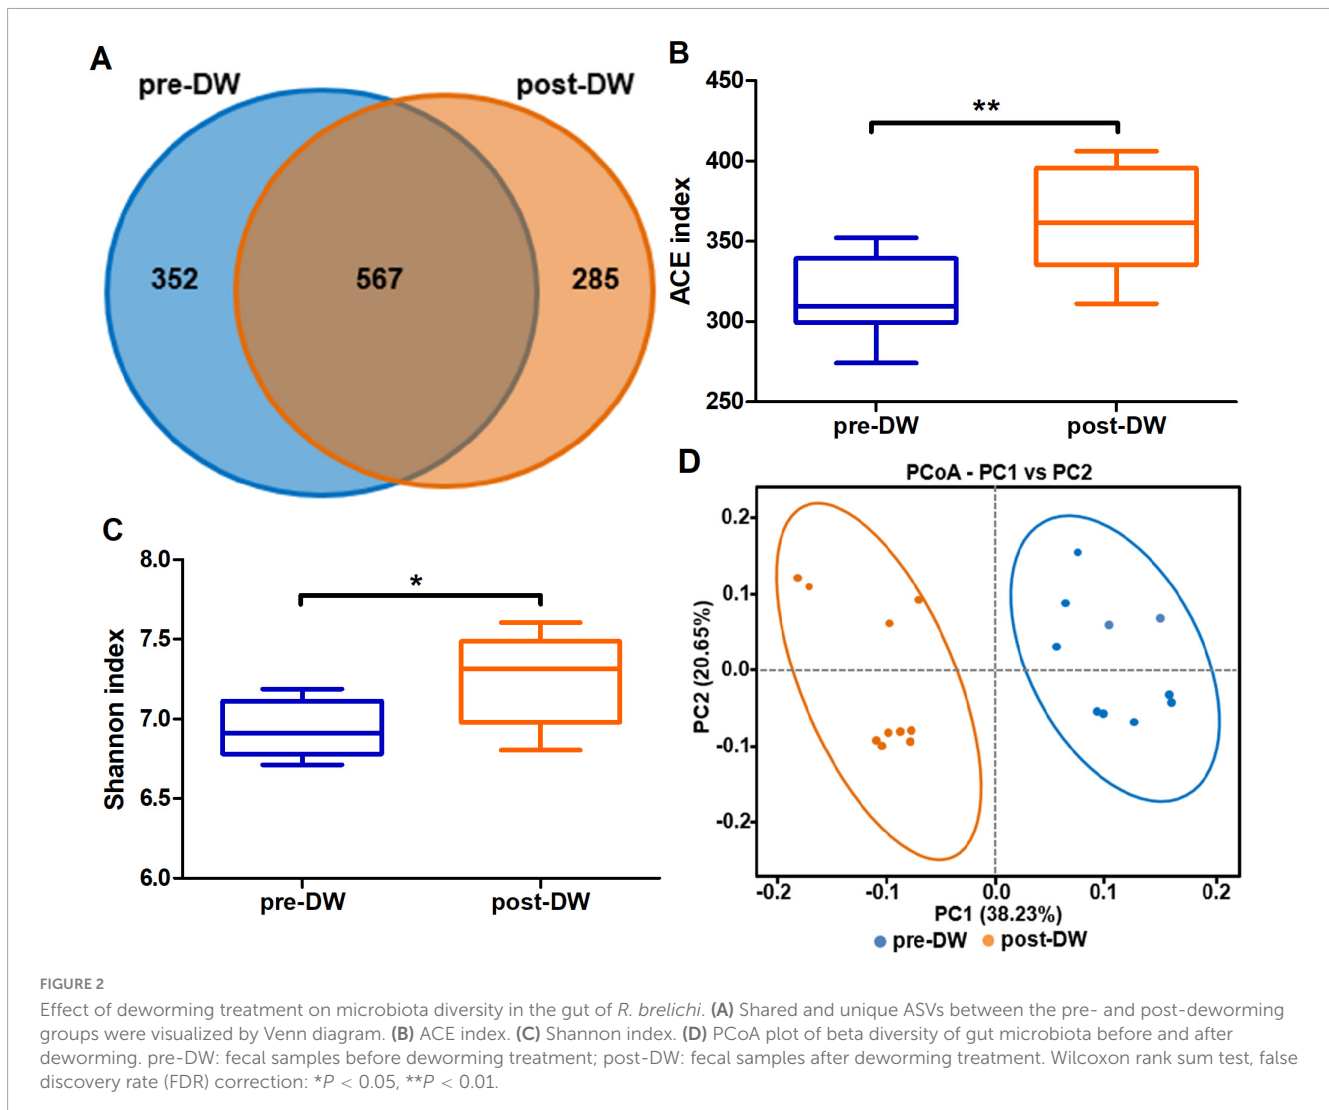 A
pre-DW
post-DW
352
567
285
B
ACE index
450
400
350
300
250
**
pre-DW
post-DW
C
Shannon index
8.0
7.5
7.0
6.5
6.0
*
pre-DW
post-DW
D
PCoA - PC1 vs PC2
PC2 (20.65%)
0.2
0.1
0.0
-0.1
-0.2
-0.2
-0.1
0.0
0.1
0.2
PC1 (38.23%)
pre-DW
post-DW
FIGURE 2
Effect of deworming treatment on microbiota diversity in the gut of R. brelichi. (A) Shared and unique ASVs between the pre- and post-deworming
groups were visualized by Venn diagram. (B) ACE index. (C) Shannon index. (D) PCoA plot of beta diversity of gut microbiota before and after
deworming. pre-DW: fecal samples before deworming treatment; post-DW: fecal samples after deworming treatment. Wilcoxon rank sum test, false
discovery rate (FDR) correction: *P < 0.05, **P < 0.01.